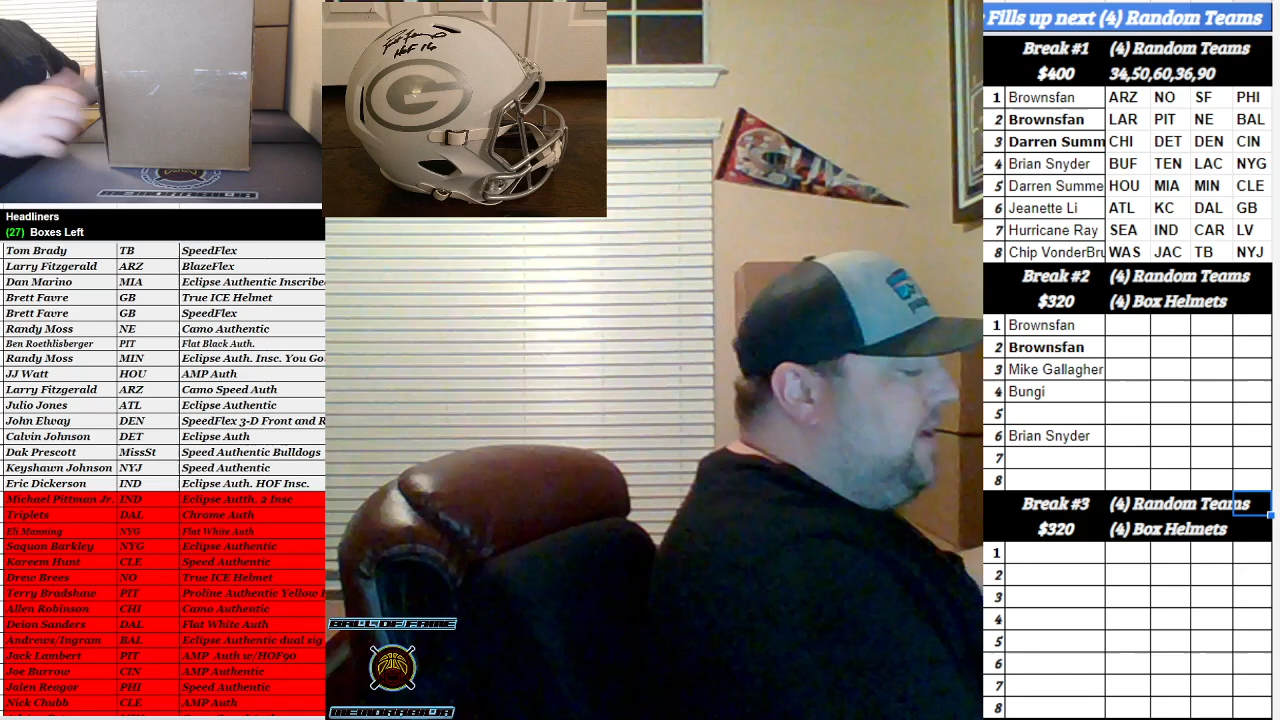 Fills up next (4) Random Teams
Break #1 (4) Random Teams
$400 34,50,60,36,90
1 Brownsfan ARZ NO SF PHI
2 Brownsfan LAR PIT NE BAL
3 Darren Summ CHI DET DEN CIN
4 Brian Snyder BUF TEN LAC NYG
5 Darren Summe HOU MIA MIN CLE
6 Jeanette Li ATL KC DAL GB
7 Hurricane Ray SEA IND CAR LV
8 Chip VonderBru WAS JAC TB NYJ
Break #2 (4) Random Teams
$320 (4) Box Helmets
1 Brownsfan
2 Brownsfan
3 Mike Gallagher
4 Bungi
5
6 Brian Snyder
7
8
Break #3 (4) Random Teams
$320 (4) Box Helmets
1
2
3
4
5
6
7
8
HOF 16
G
MEMORABILIA
Headliners
(27) Boxes Left
Tom Brady TB SpeedFlex
Larry Fitzgerald ARZ BlazeFlex
Dan Marino MIA Eclipse Authentic Inscribe
Brett Favre GB True ICE Helmet
Brett Favre GB SpeedFlex
Randy Moss NE Camo Authentic
Ben Roethlisberger PIT Flat Black Auth.
Randy Moss MIN Eclipse Auth. Insc. You Go
JJ Watt HOU AMP Auth
Larry Fitzgerald ARZ Camo Speed Auth
Julio Jones ATL Eclipse Authentic
John Elway DEN SpeedFlex 3-D Front and R
Calvin Johnson DET Eclipse Auth
Dak Prescott MissSt Speed Authentic Bulldogs
Keyshawn Johnson NYJ Speed Authentic
Eric Dickerson IND Eclipse Auth. HOF Insc.
Michael Pittman Jr. IND Eclipse Autth. 2 Insc
Triplets DAL Chrome Auth
Eli Manning NYG Flat White Auth
Saquon Barkley NYG Eclipse Authentic
Kareem Hunt CLE Speed Authentic
Drew Brees NO True ICE Helmet
Terry Bradshaw PIT Proline Authentic Yellow
Allen Robinson CHI Camo Authentic
Deion Sanders DAL Flat White Auth
Andrews/Ingram BAL Eclipse Authentic dual sig
Jack Lambert PIT AMP Auth w/HOF90
Joe Burrow CIN AMP Authentic
Jalen Reagor PHI Speed Authentic
Nick Chubb CLE AMP Auth
BALL OF FAME
MEMORABILIA